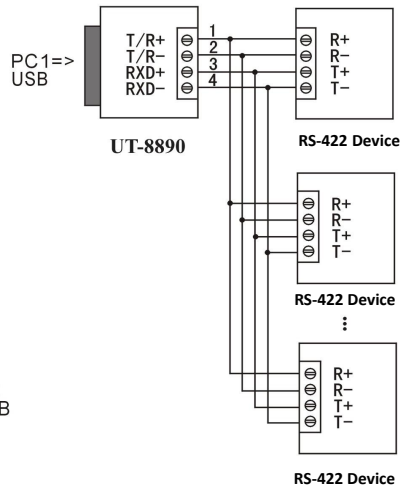 PC1=>
USB
T/R+
T/R-
RXD+
RXD-
1
2
3
4
UT-8890
R+
R-
T+
T-
RS-422 Device
R+
R-
T+
T-
RS-422 Device
⋮
R+
R-
T+
T-
RS-422 Device
B